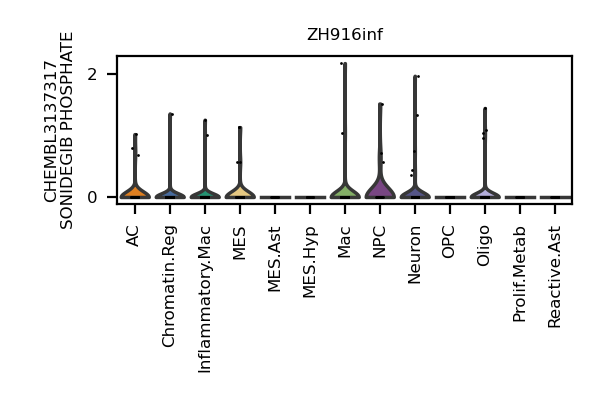 ZH916inf
CHEMBL3137317
SONIDEGIB PHOSPHATE
2
0
AC
Chromatin.Reg
Inflammatory.Mac
MES
MES.Ast
MES.Hyp
Mac
NPC
Neuron
OPC
Oligo
Prolif.Metab
Reactive.Ast